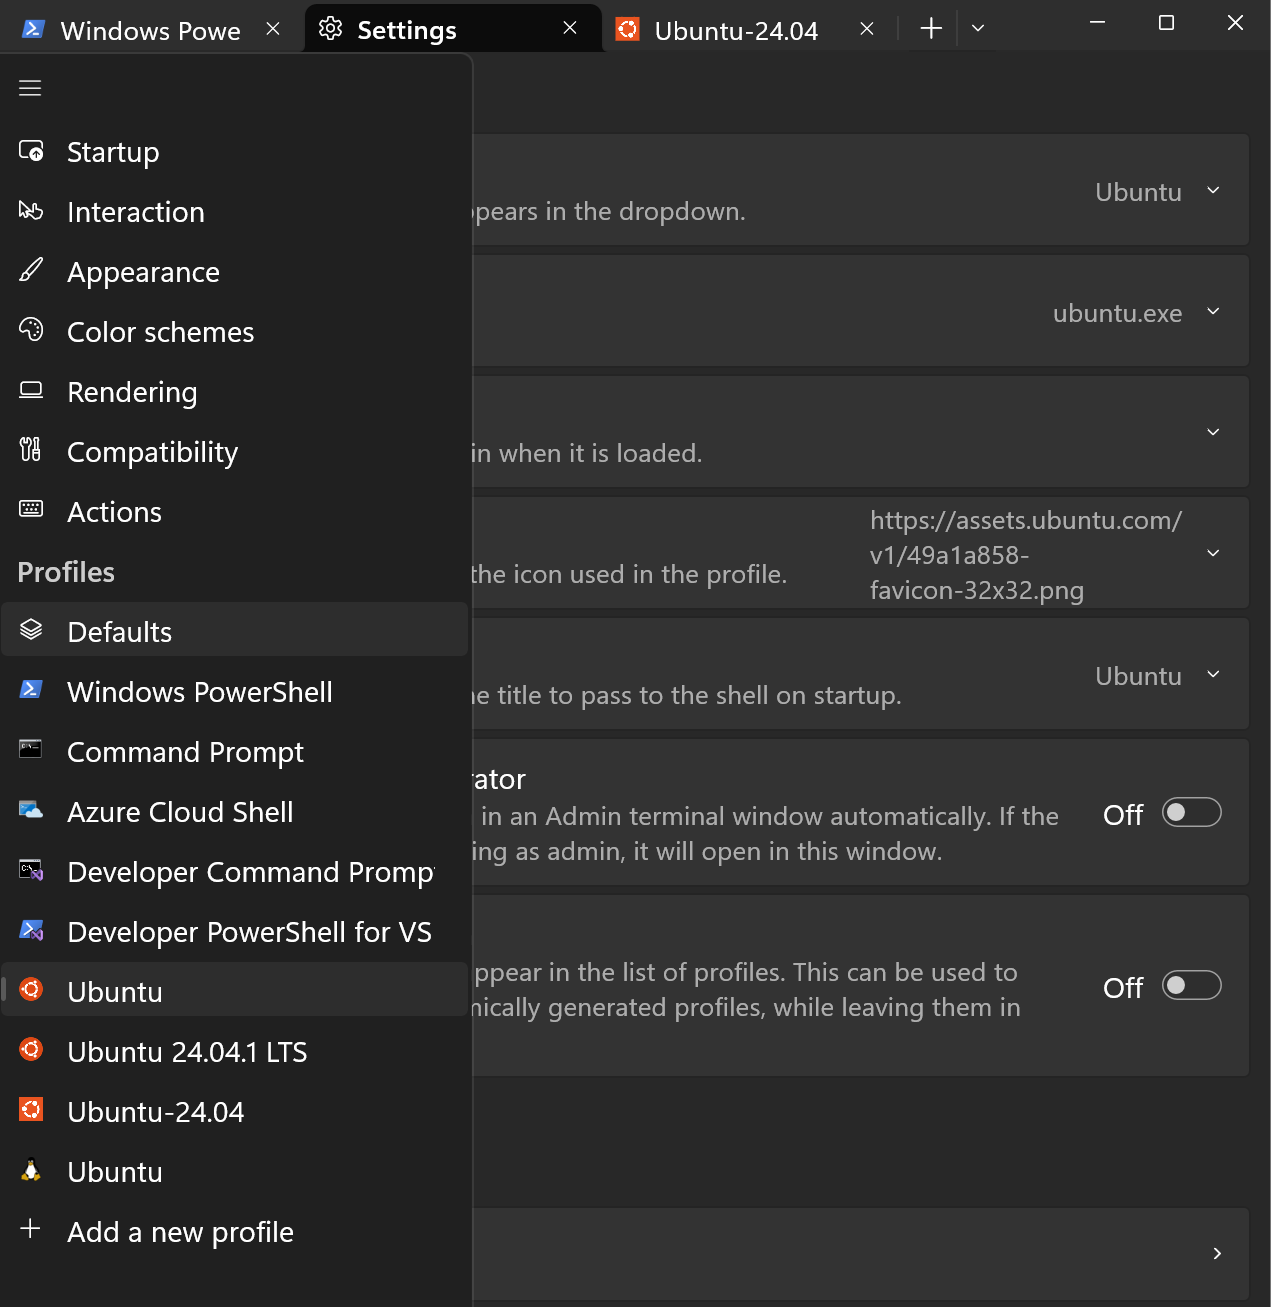 Windows Powe
Settings
Ubuntu-24.04
Startup
Interaction
Appearance
Color schemes
Rendering
Compatibility
Actions
Profiles
Defaults
Windows PowerShell
Command Prompt
Azure Cloud Shell
Developer Command Promp
Developer PowerShell for VS
Ubuntu
Ubuntu 24.04.1 LTS
Ubuntu-24.04
Ubuntu
Add a new profile
ppears in the dropdown.
Ubuntu
ubuntu.exe
in when it is loaded.
the icon used in the profile.
https://assets.ubuntu.com/
v1/49a1a858-
favicon-32x32.png
title to pass to the shell on startup.
Ubuntu
rator
in an Admin terminal window automatically. If the
ing as admin, it will open in this window.
Off
ppear in the list of profiles. This can be used to
mically generated profiles, while leaving them in
Off